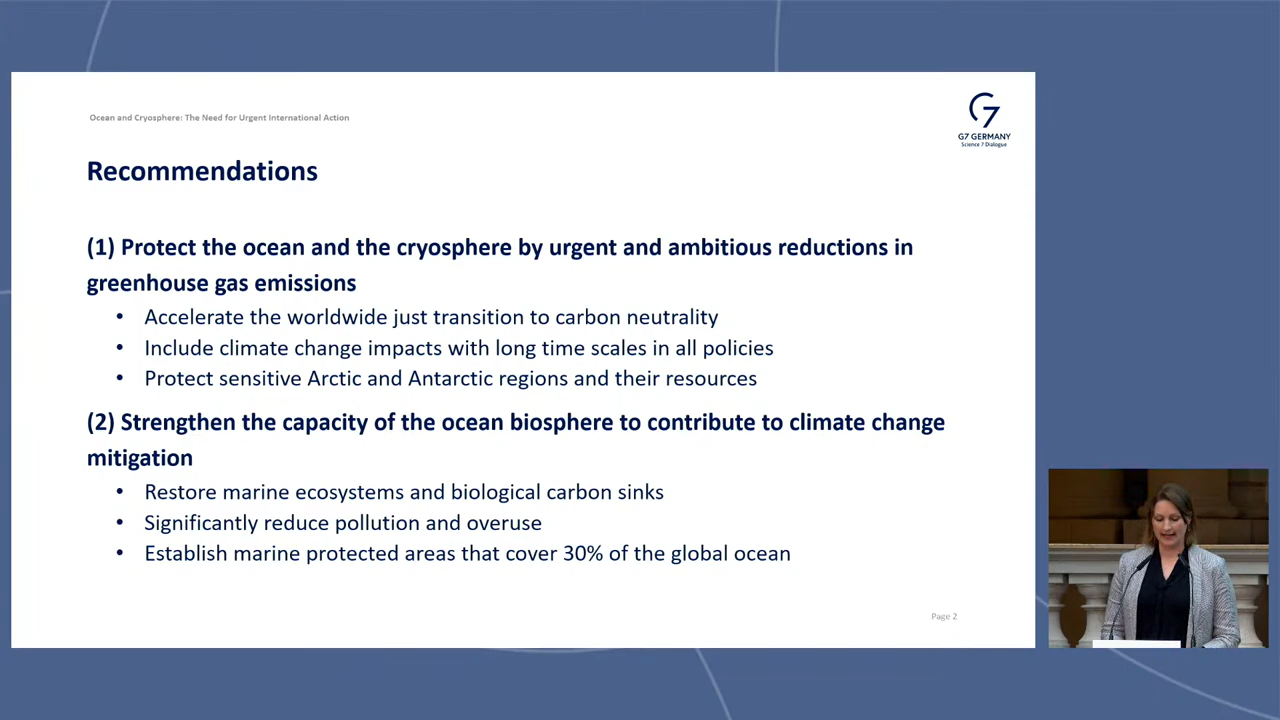 Ocean and Cryosphere: The Need for Urgent International Action
G7
G7 GERMANY
Science 7 Dialogue
Recommendations
(1) Protect the ocean and the cryosphere by urgent and ambitious reductions in
greenhouse gas emissions
• Accelerate the worldwide just transition to carbon neutrality
• Include climate change impacts with long time scales in all policies
• Protect sensitive Arctic and Antarctic regions and their resources
(2) Strengthen the capacity of the ocean biosphere to contribute to climate change
mitigation
• Restore marine ecosystems and biological carbon sinks
• Significantly reduce pollution and overuse
• Establish marine protected areas that cover 30% of the global ocean
Page 2